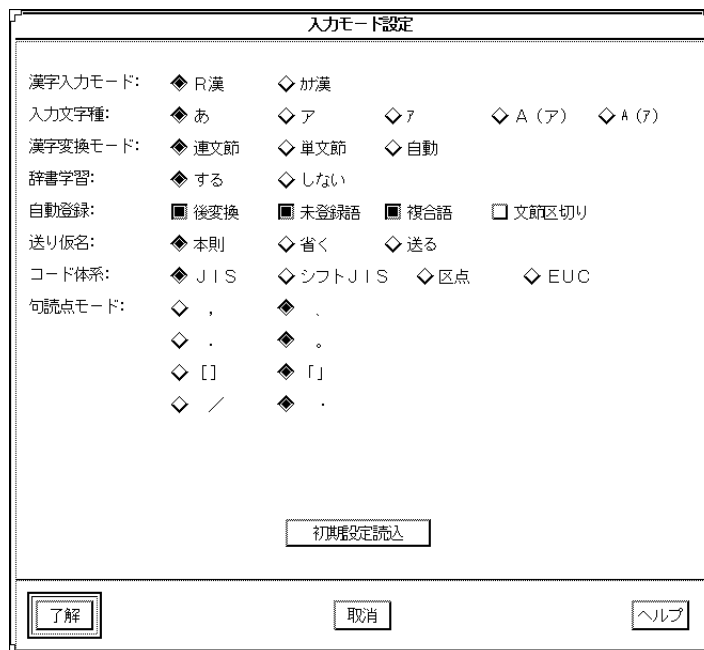 入力モード設定
漢字入力モード: R漢 ｶﾅ漢
入力文字種: あ ア ｱ Ａ（ア） A(ｱ)
漢字変換モード: 連文節 単文節 自動
辞書学習: する しない
自動登録: 後変換 未登録語 複合語 文節区切り
送り仮名: 本則 省く 送る
コード体系: ＪＩＳ シフトＪＩＳ 区点 ＥＵＣ
句読点モード: ， 、
． 。
[] 「」
／ ・
初期設定読込
了解 取消 ヘルプ